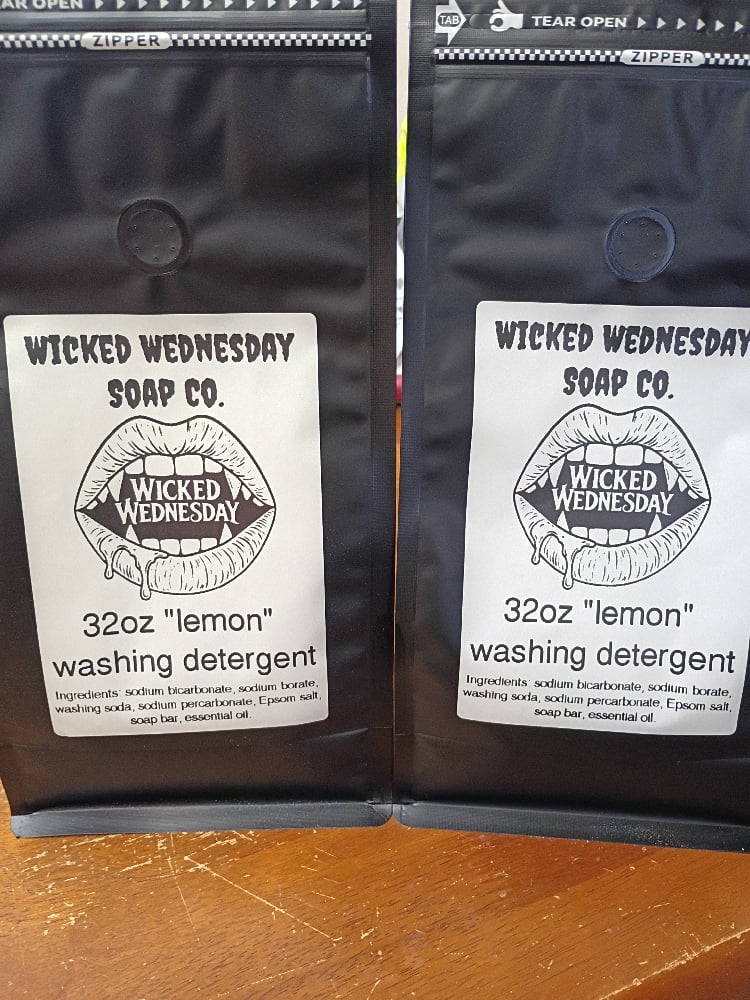 TEAR OPEN
ZIPPER
WICKED WEDNESDAY
SOAP CO.
WICKED
WEDNESDAY
32oz "lemon"
washing detergent
Ingredients: sodium bicarbonate, sodium borate,
washing soda, sodium percarbonate, Epsom salt,
soap bar, essential oil.
TAB
TEAR OPEN
ZIPPER
WICKED WEDNESDAY
SOAP CO.
WICKED
WEDNESDAY
32oz "lemon"
washing detergent
Ingredients: sodium bicarbonate, sodium borate,
washing soda, sodium percarbonate, Epsom salt,
soap bar, essential oil.